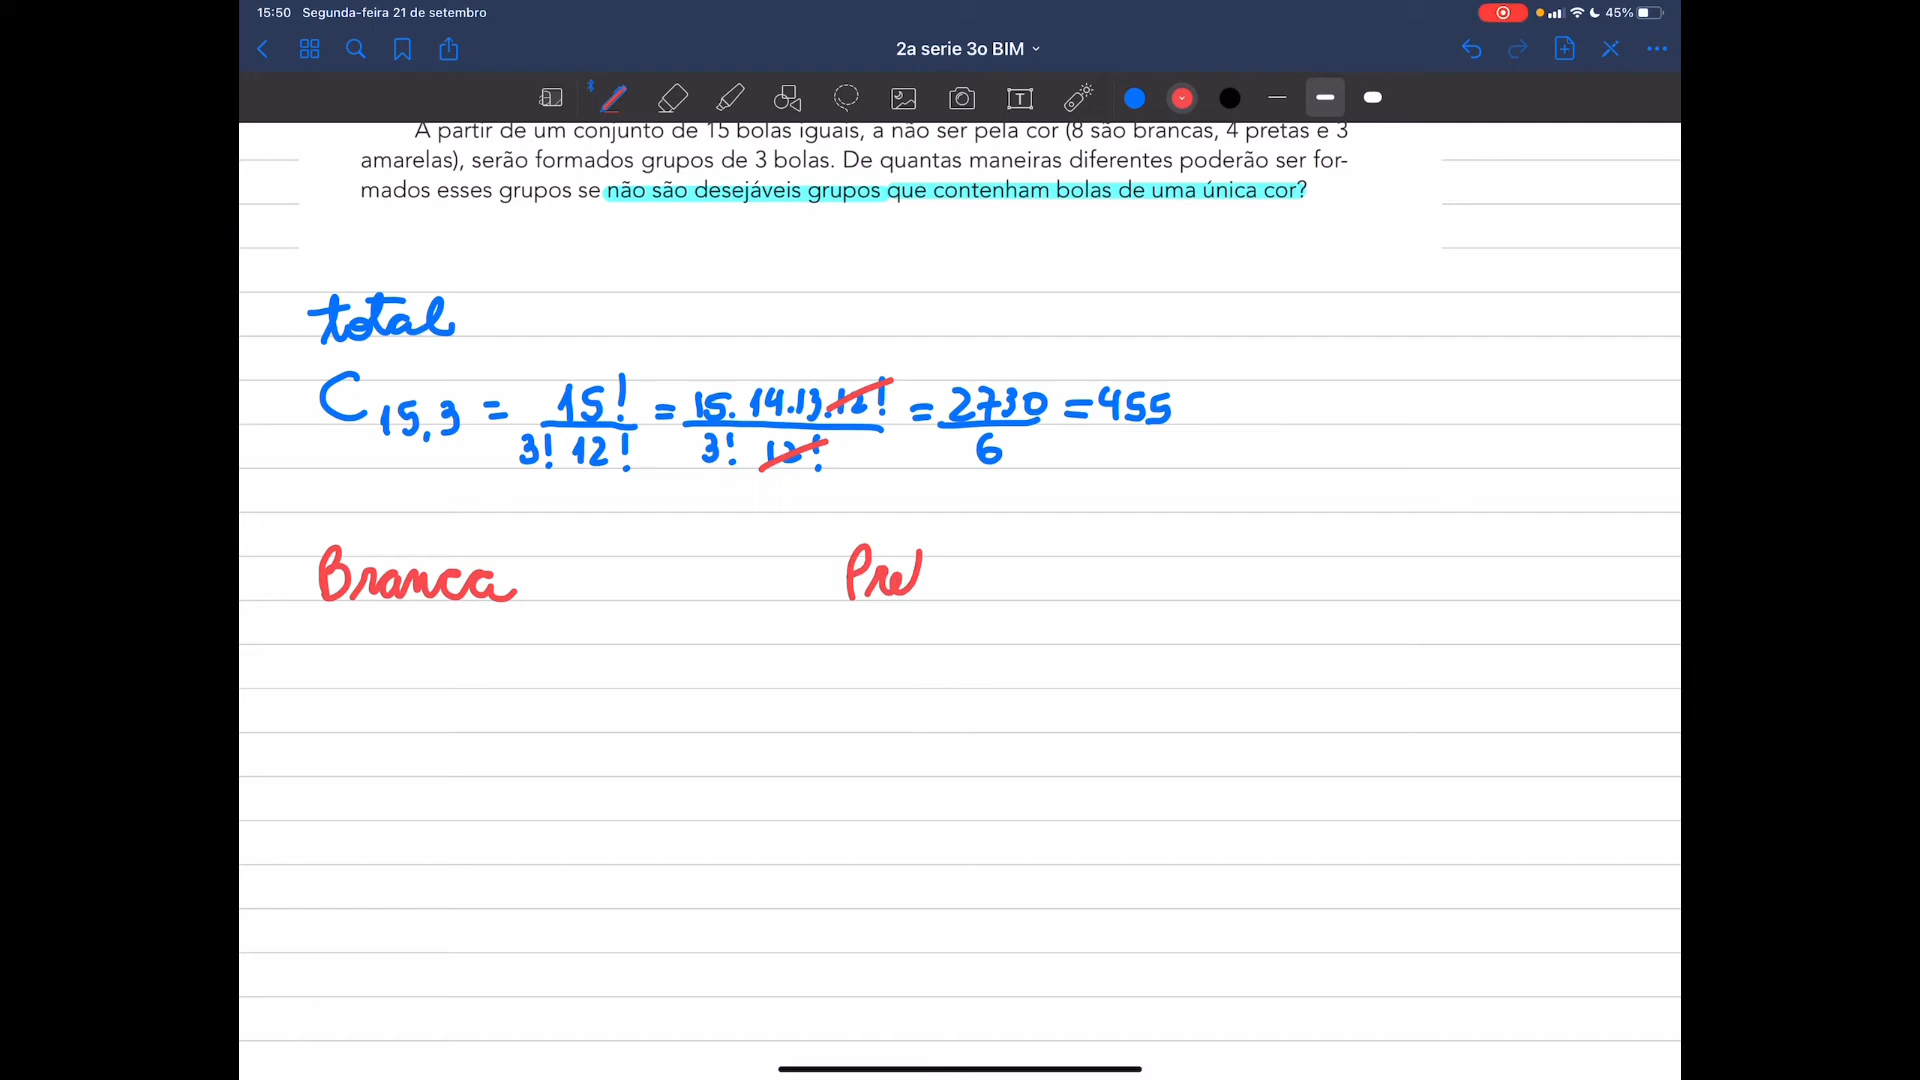 15:50 Segunda-feira 21 de setembro 45%
2a serie 3o BIM
A partir de um conjunto de 15 bolas iguais, a não ser pela cor (8 são brancas, 4 pretas e 3
amarelas), serão formados grupos de 3 bolas. De quantas maneiras diferentes poderão ser for-
mados esses grupos se não são desejáveis grupos que contenham bolas de uma única cor?
total
C15,3 = 15!/3! 12! = 15.14.13.12!/3! 12! = 2730/6 = 455
Branca Pre